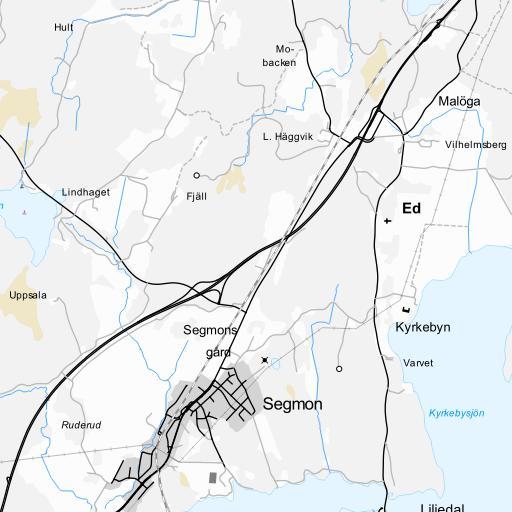 Hult
Mo-
backen
Malöga
L. Häggvik
Vilhelmsberg
Lindhaget
Fjäll
Ed
Uppsala
Segmons
gård
Kyrkebyn
Varvet
Segmon
Kyrkebysjön
Ruderud
Liljedal